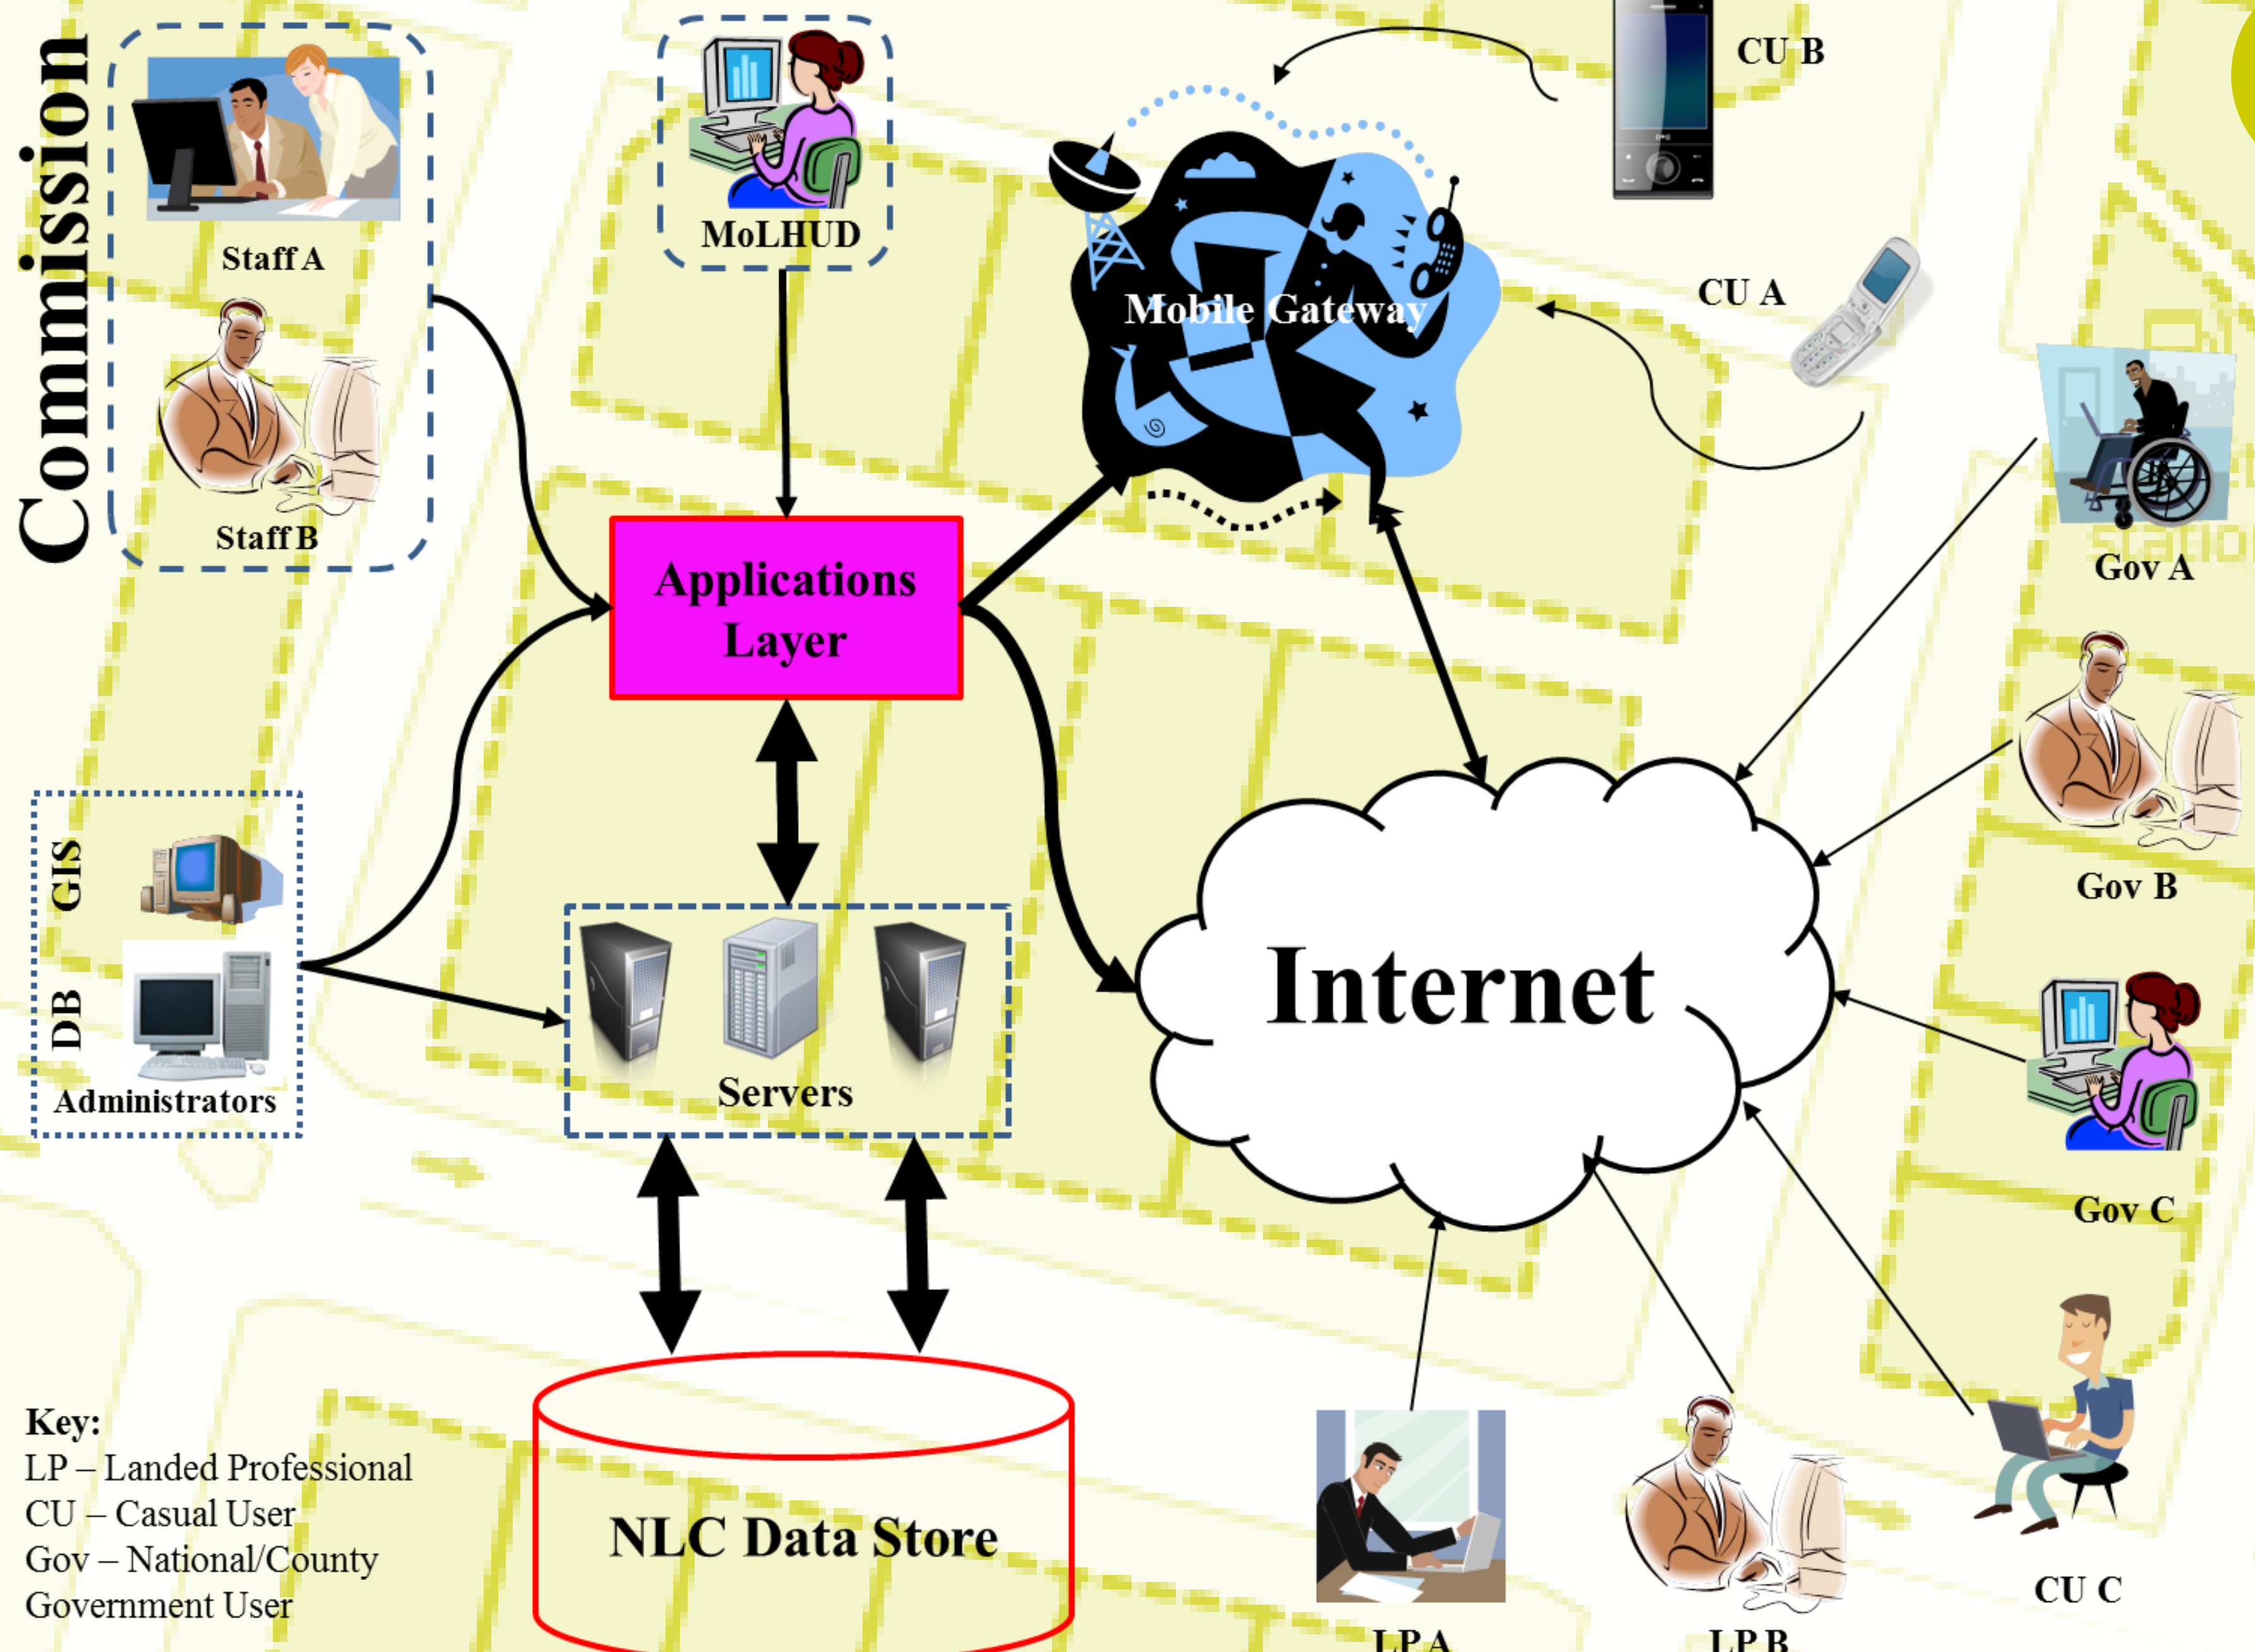 Commission
Staff A
Staff B
MoLHUD
Mobile Gateway
CU B
CU A
Gov A
Applications
Layer
Gov B
GIS
DB
Administrators
Servers
Internet
Gov C
Key:
LP – Landed Professional
CU – Casual User
Gov – National/County
Government User
NLC Data Store
CU C
LP A
LP B